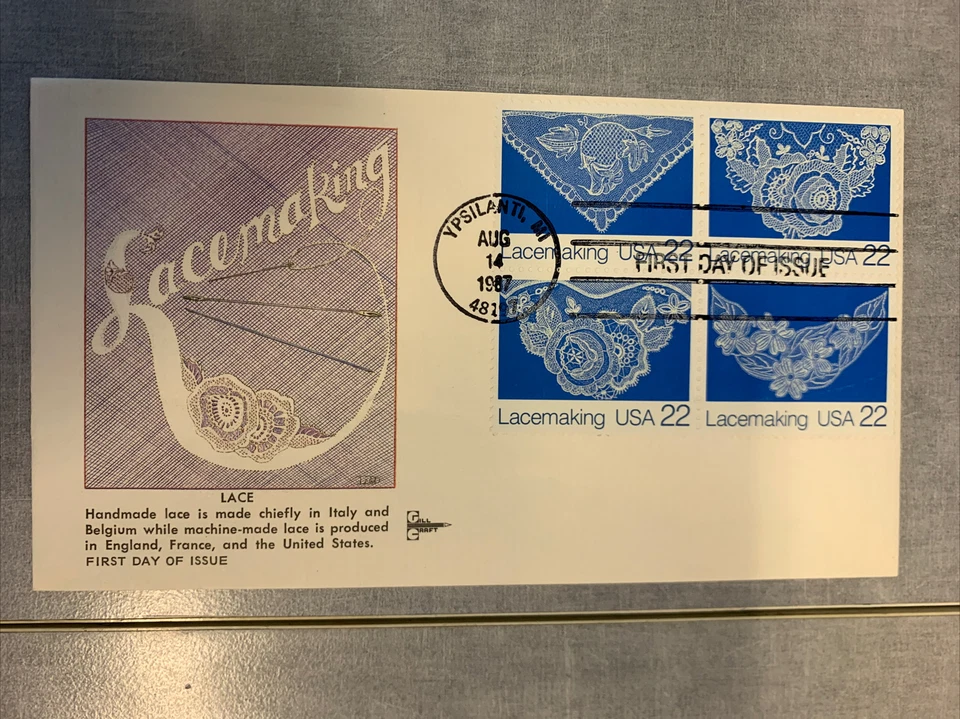 Lacemaking
LACE
Handmade lace is made chiefly in Italy and
Belgium while machine-made lace is produced
in England, France, and the United States.
FIRST DAY OF ISSUE
GILL
CRAFT
YPSILANTI, MI
AUG
14
1987
Lacemaking USA 22
Lacemaking USA 22
FIRST DAY OF ISSUE
Lacemaking USA 22
Lacemaking USA 22